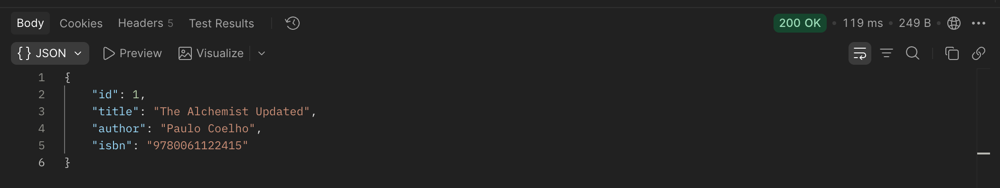 Body Cookies Headers 5 Test Results 200 OK • 119 ms • 249 B •
{} JSON Preview Visualize
1 {
2     "id": 1,
3     "title": "The Alchemist Updated",
4     "author": "Paulo Coelho",
5     "isbn": "9780061122415"
6 }